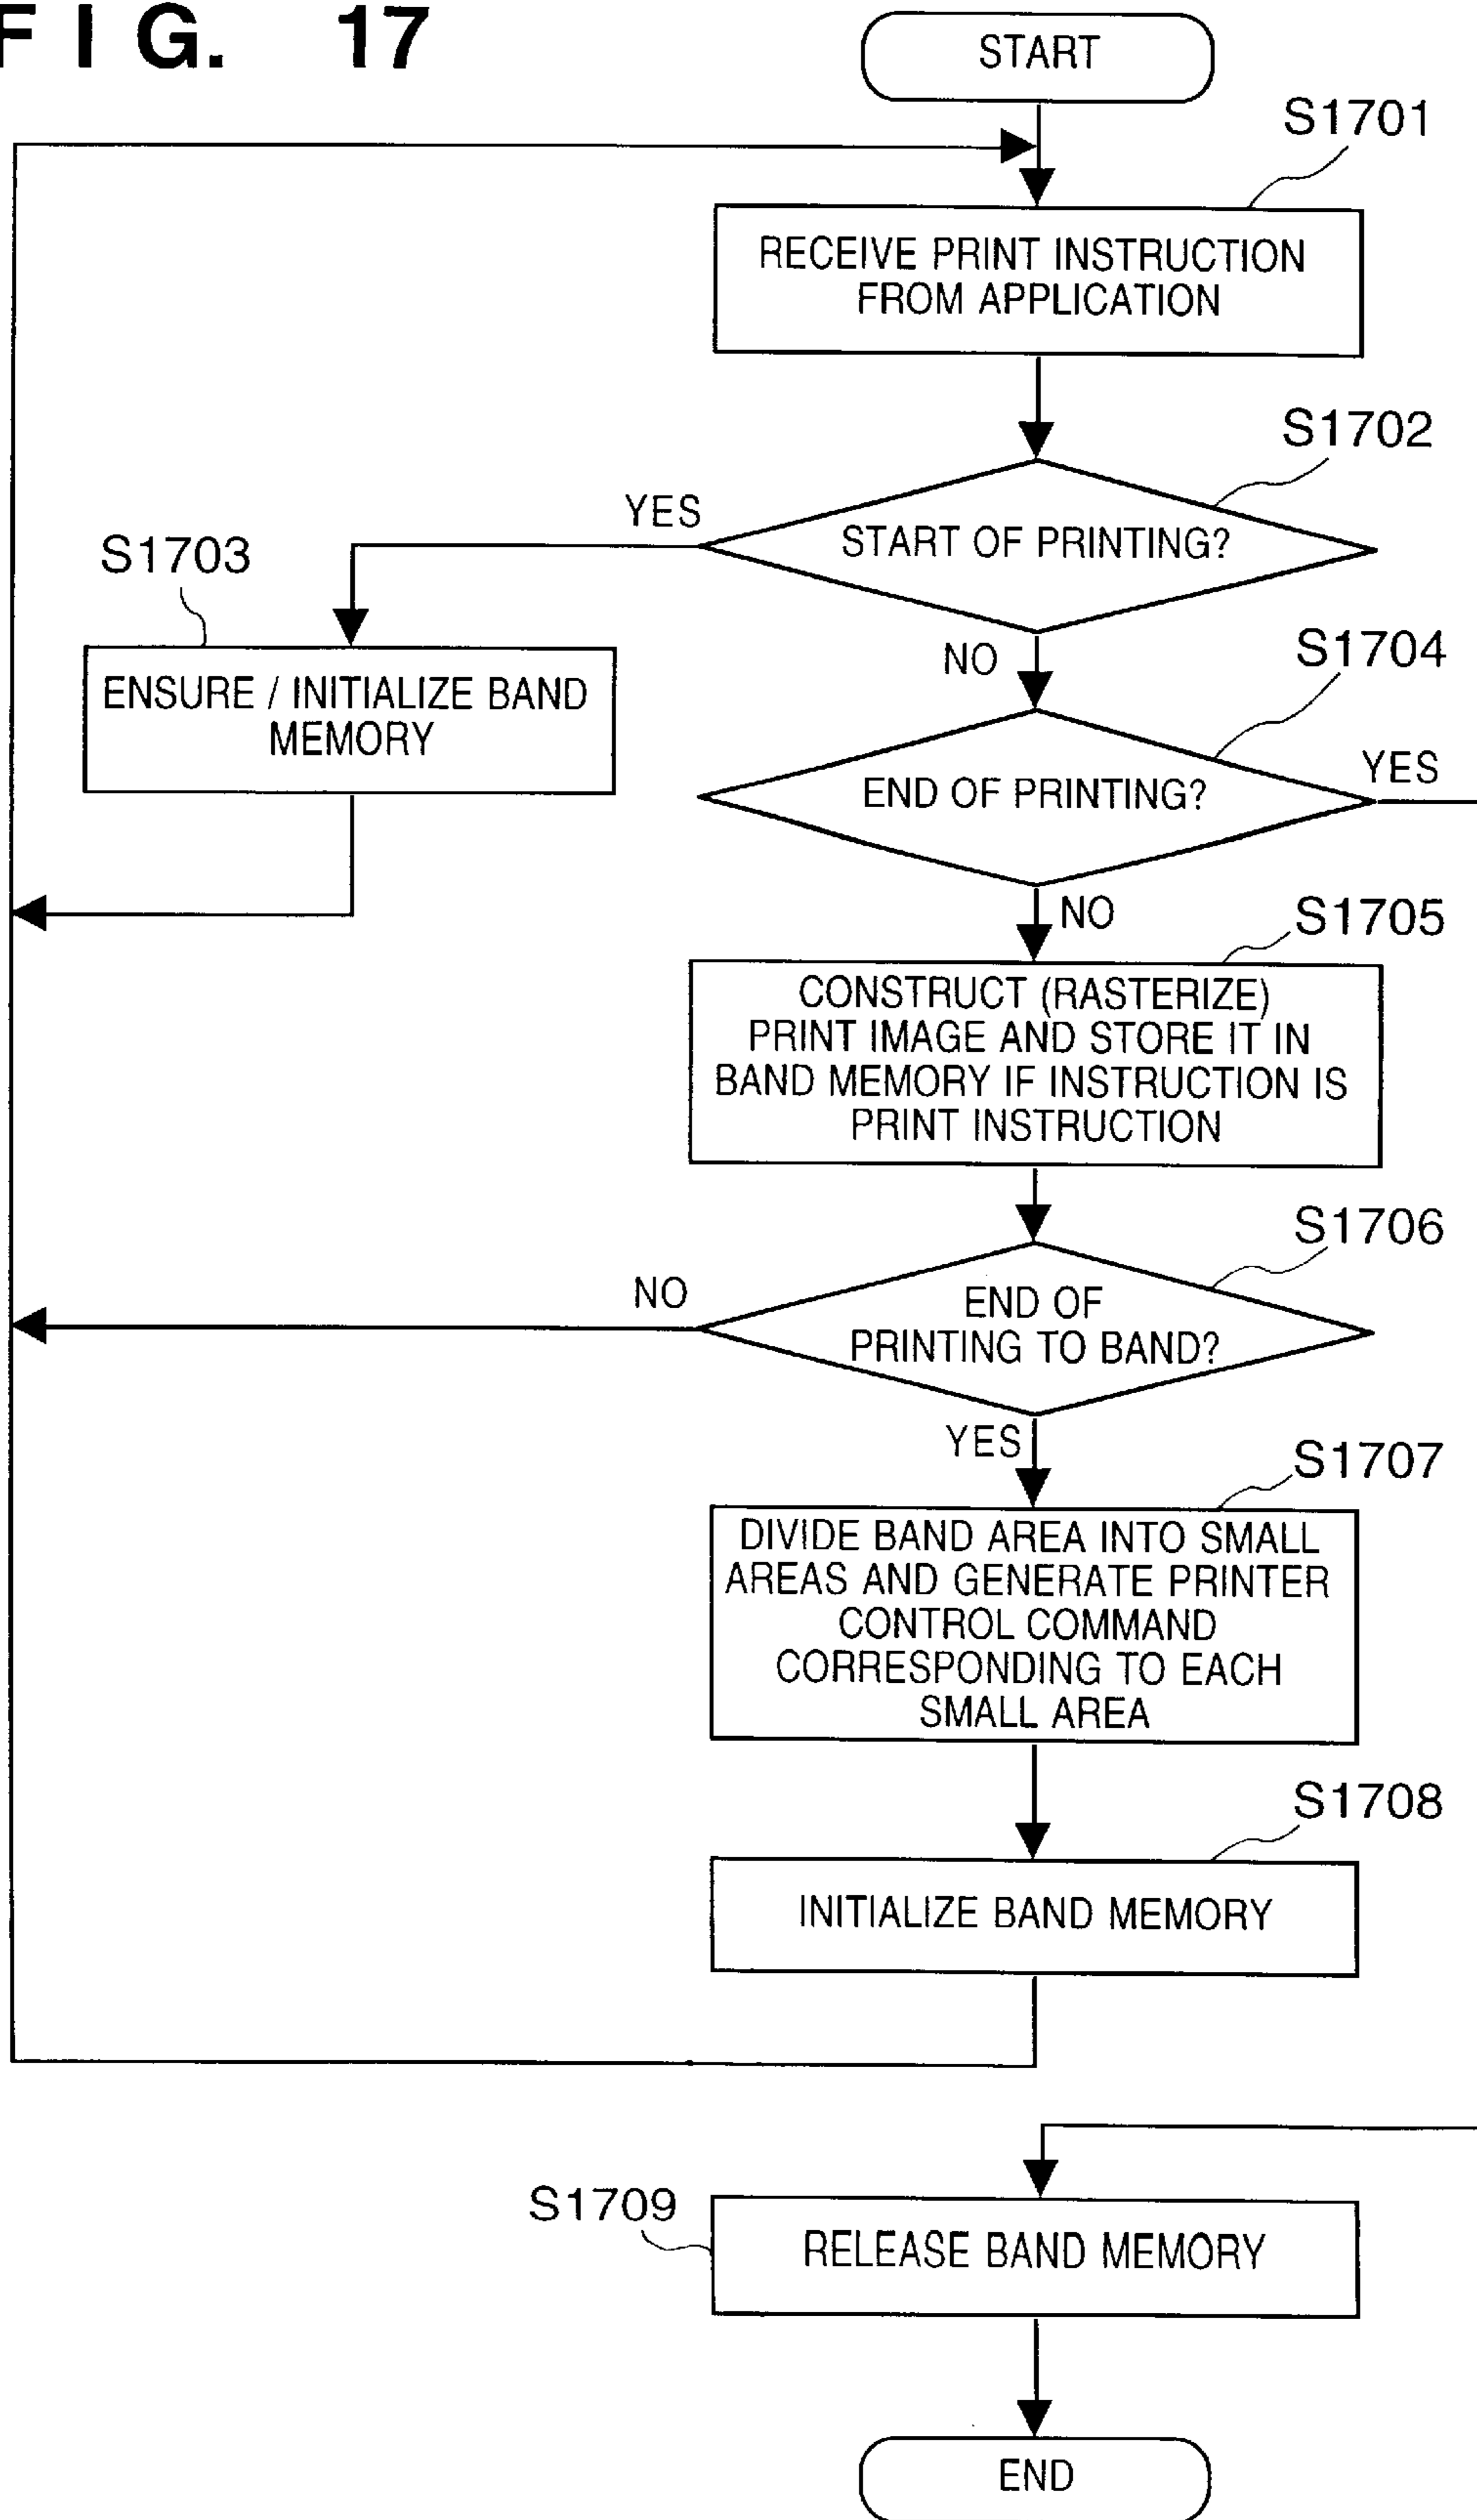 FIG. 17
START
S1701
RECEIVE PRINT INSTRUCTION
FROM APPLICATION
S1702
YES
START OF PRINTING?
S1703
NO
S1704
ENSURE / INITIALIZE BAND
MEMORY
YES
END OF PRINTING?
NO
S1705
CONSTRUCT (RASTERIZE)
PRINT IMAGE AND STORE IT IN
BAND MEMORY IF INSTRUCTION IS
PRINT INSTRUCTION
S1706
NO
END OF
PRINTING TO BAND?
YES
S1707
DIVIDE BAND AREA INTO SMALL
AREAS AND GENERATE PRINTER
CONTROL COMMAND
CORRESPONDING TO EACH
SMALL AREA
S1708
INITIALIZE BAND MEMORY
S1709
RELEASE BAND MEMORY
END